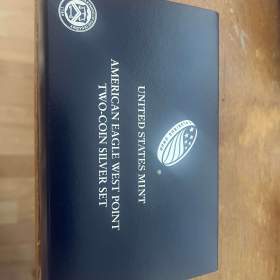 UNITED STATES MINT
AMERICAN EAGLE WEST POINT
TWO-COIN SILVER SET